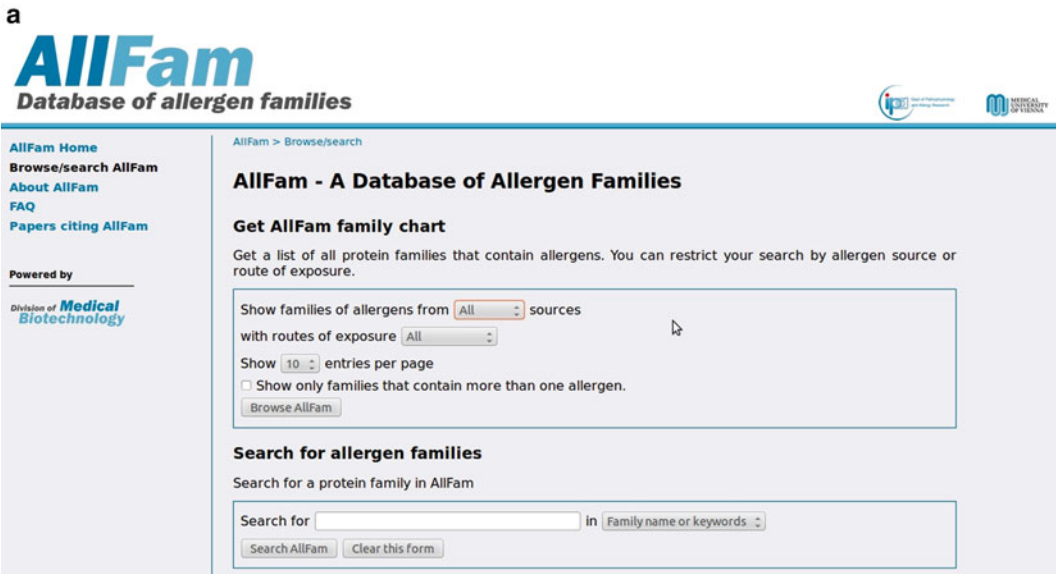 a
AllFam
Database of allergen families
ip
MEDICAL
UNIVERSITY
OF VIENNA
AllFam Home
Browse/search AllFam
About AllFam
FAQ
Papers citing AllFam
Powered by
Division of Medical
Biotechnology
AllFam > Browse/search
AllFam - A Database of Allergen Families
Get AllFam family chart
Get a list of all protein families that contain allergens. You can restrict your search by allergen source or
route of exposure.
Show families of allergens from All sources
with routes of exposure All
Show 10 entries per page
Show only families that contain more than one allergen.
Browse AllFam
Search for allergen families
Search for a protein family in AllFam
Search for in Family name or keywords
Search AllFam Clear this form